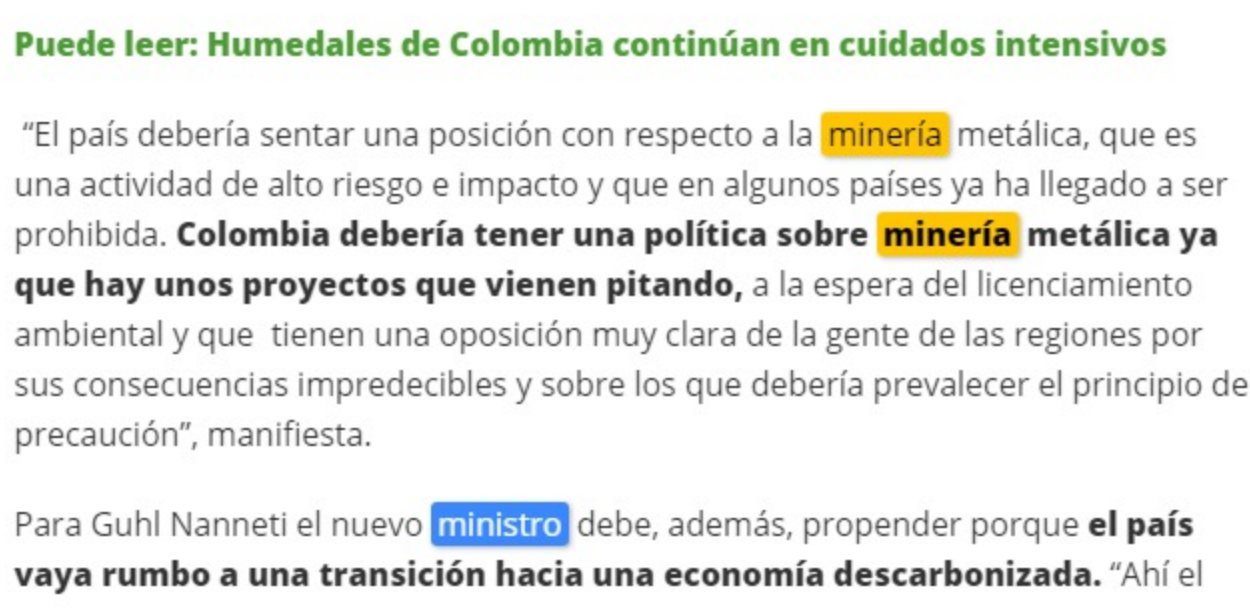 Puede leer: Humedales de Colombia continúan en cuidados intensivos
“El país debería sentar una posición con respecto a la minería metálica, que es
una actividad de alto riesgo e impacto y que en algunos países ya ha llegado a ser
prohibida. Colombia debería tener una política sobre minería metálica ya
que hay unos proyectos que vienen pitando, a la espera del licenciamiento
ambiental y que  tienen una oposición muy clara de la gente de las regiones por
sus consecuencias impredecibles y sobre los que debería prevalecer el principio de
precaución”, manifiesta.
Para Guhl Nanneti el nuevo ministro debe, además, propender porque el país
vaya rumbo a una transición hacia una economía descarbonizada. “Ahí el